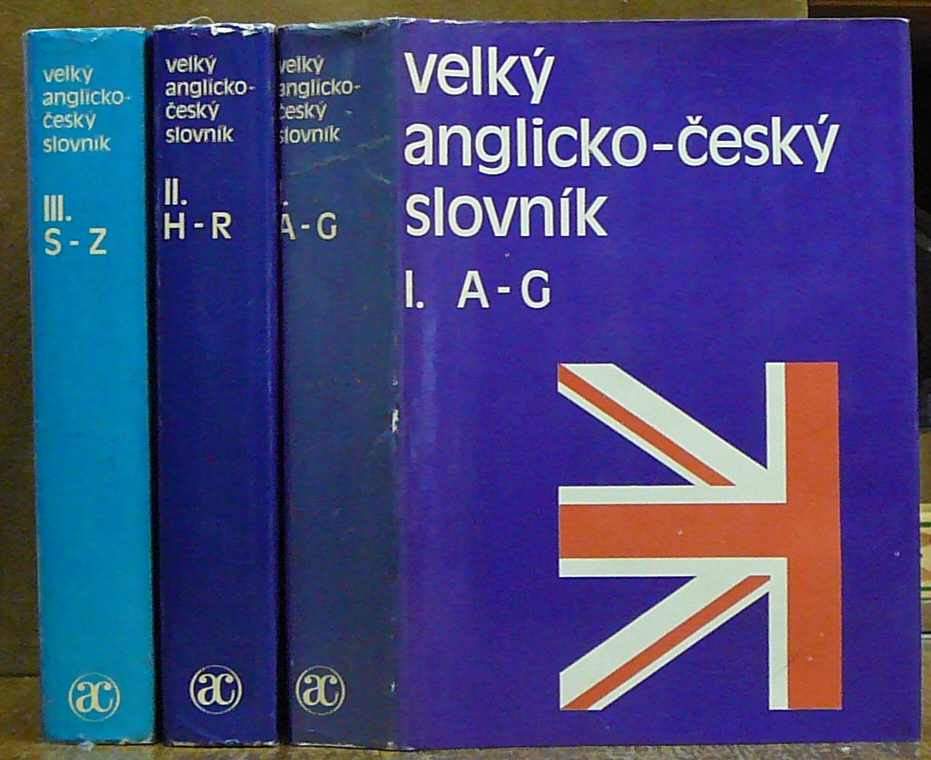 velký
anglicko-
český
slovník
III.
S-Z
ac
velký
anglicko-
český
slovník
II.
H-R
ac
velký
anglicko-
český
slovník
I.
A-G
ac
velký
anglicko-český
slovník
I. A-G